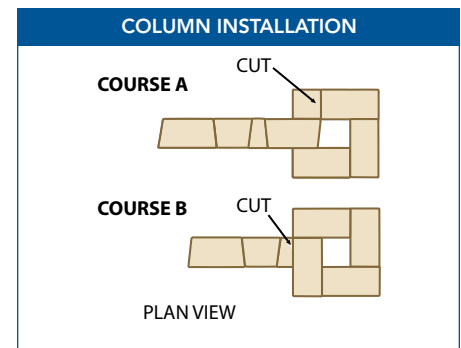 COLUMN INSTALLATION
CUT
COURSE A
COURSE B
CUT
PLAN VIEW